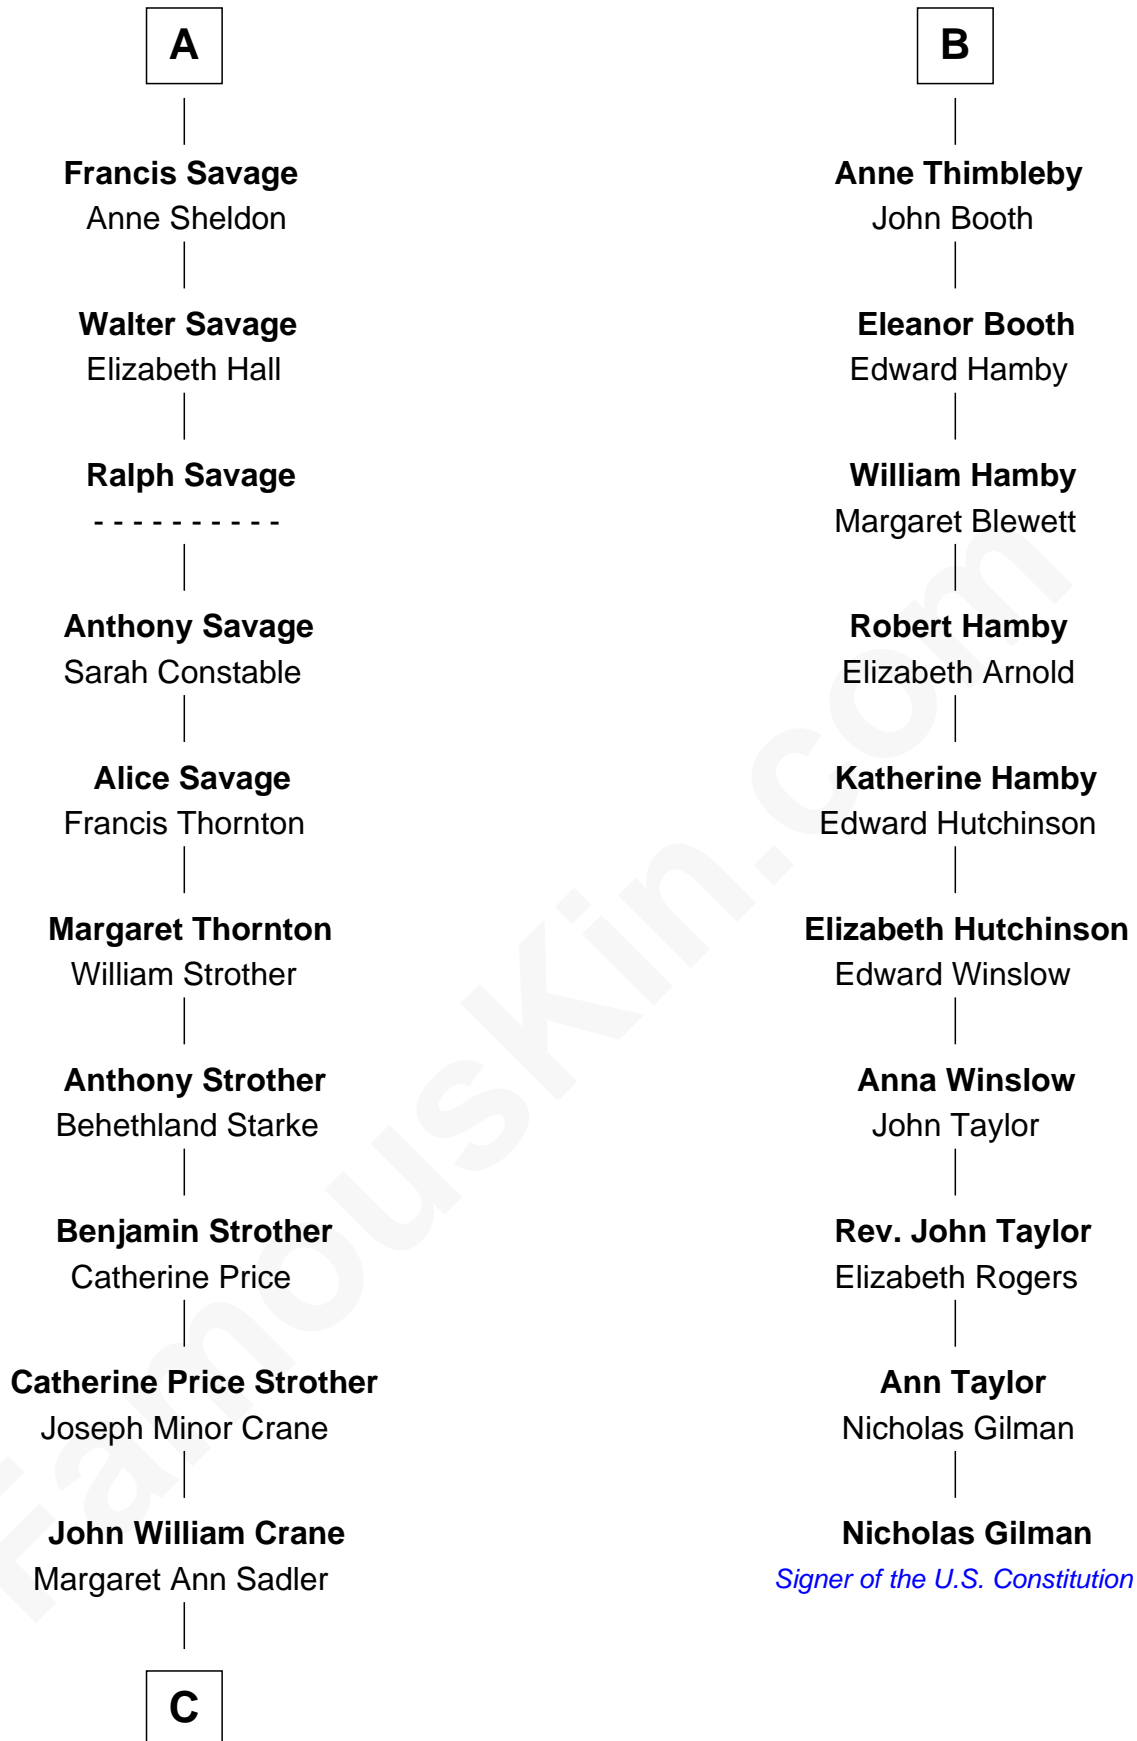 A
Francis Savage
Anne Sheldon
Walter Savage
Elizabeth Hall
Ralph Savage
- - - - - - - - - -
Anthony Savage
Sarah Constable
Alice Savage
Francis Thornton
Margaret Thornton
William Strother
Anthony Strother
Behethland Starke
Benjamin Strother
Catherine Price
Catherine Price Strother
Joseph Minor Crane
John William Crane
Margaret Ann Sadler
C
B
Anne Thimbleby
John Booth
Eleanor Booth
Edward Hamby
William Hamby
Margaret Blewett
Robert Hamby
Elizabeth Arnold
Katherine Hamby
Edward Hutchinson
Elizabeth Hutchinson
Edward Winslow
Anna Winslow
John Taylor
Rev. John Taylor
Elizabeth Rogers
Ann Taylor
Nicholas Gilman
Nicholas Gilman
Signer of the U.S. Constitution
FamousKin.com